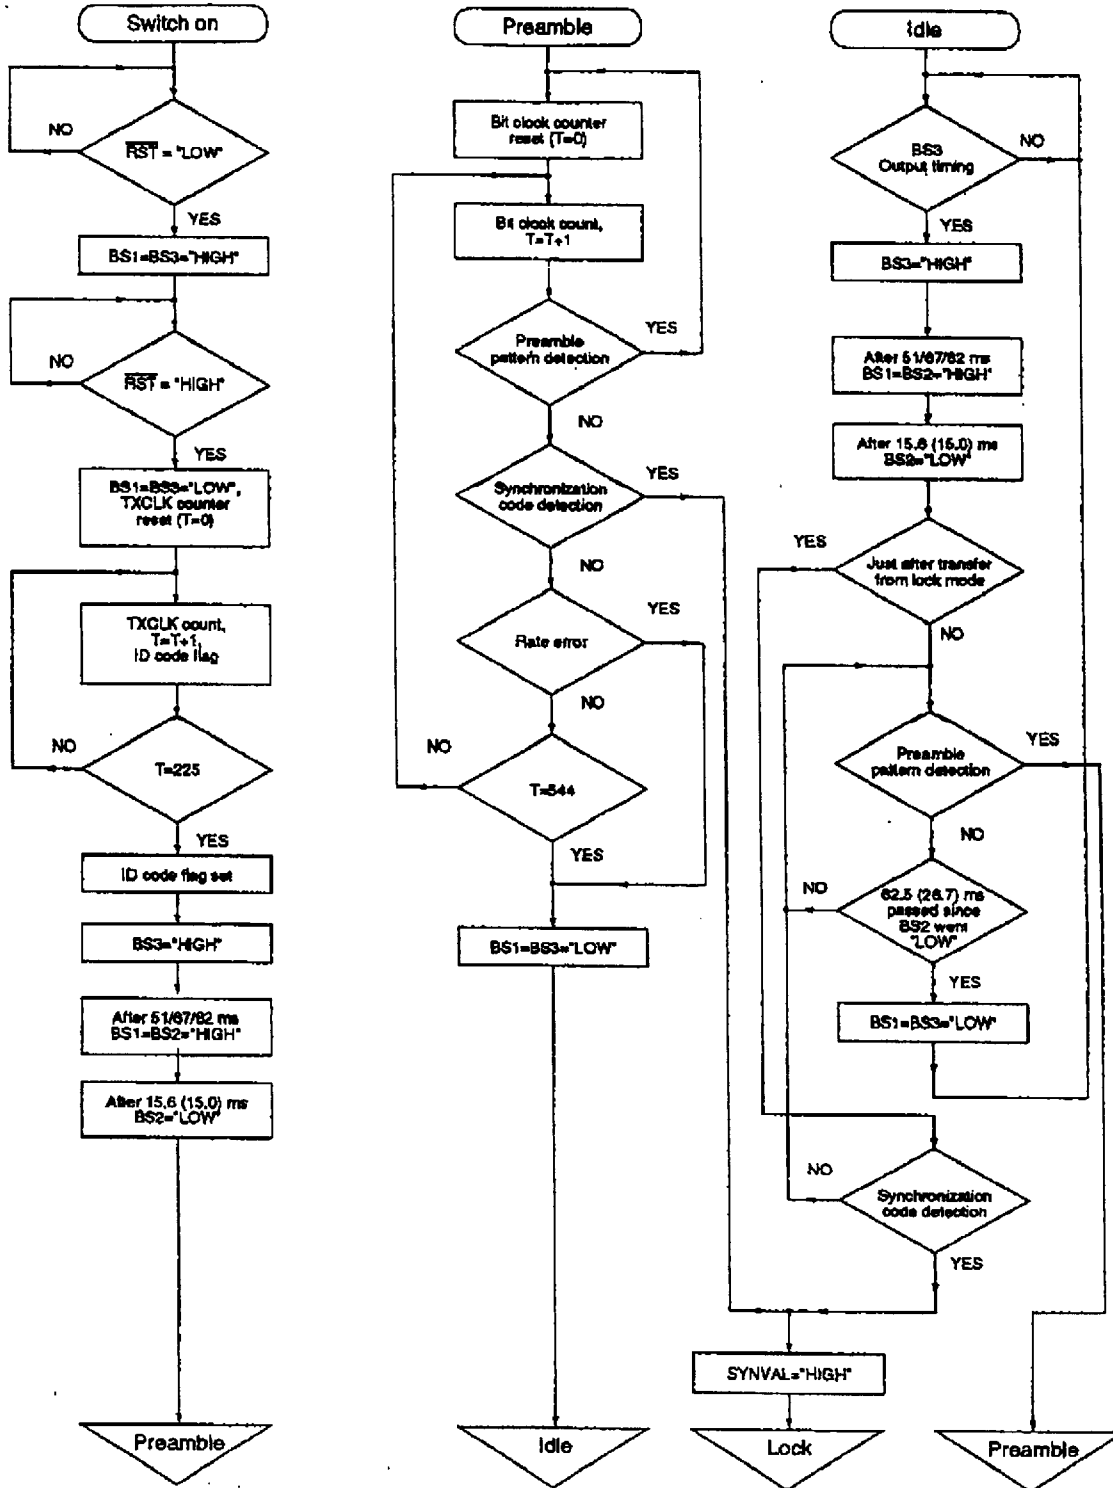 Switch on
NO
RST = "LOW"
YES
BS1=BS3="HIGH"
NO
RST = "HIGH"
YES
BS1=BS3="LOW",
TXCLK counter
reset (T=0)
TXCLK count,
T=T+1,
ID code flag
NO
T=225
YES
ID code flag set
BS3="HIGH"
After 51/67/82 ms
BS1=BS2="HIGH"
After 15.6 (15.0) ms
BS2="LOW"
Preamble
Preamble
Bit clock counter
reset (T=0)
Bit clock count,
T=T+1
YES
Preamble
pattern detection
NO
YES
Synchronization
code detection
NO
YES
Rate error
NO
NO
T=544
YES
BS1=BS3="LOW"
Idle
Idle
BS3
Output timing
NO
YES
BS3="HIGH"
After 51/67/82 ms
BS1=BS2="HIGH"
After 15.6 (15.0) ms
BS2="LOW"
YES
Just after transfer
from lock mode
NO
YES
Preamble
pattern detection
NO
NO
62.5 (26.7) ms
passed since
BS2 went
"LOW"
YES
BS1=BS3="LOW"
NO
Synchronization
code detection
YES
SYNVAL="HIGH"
Lock
Preamble